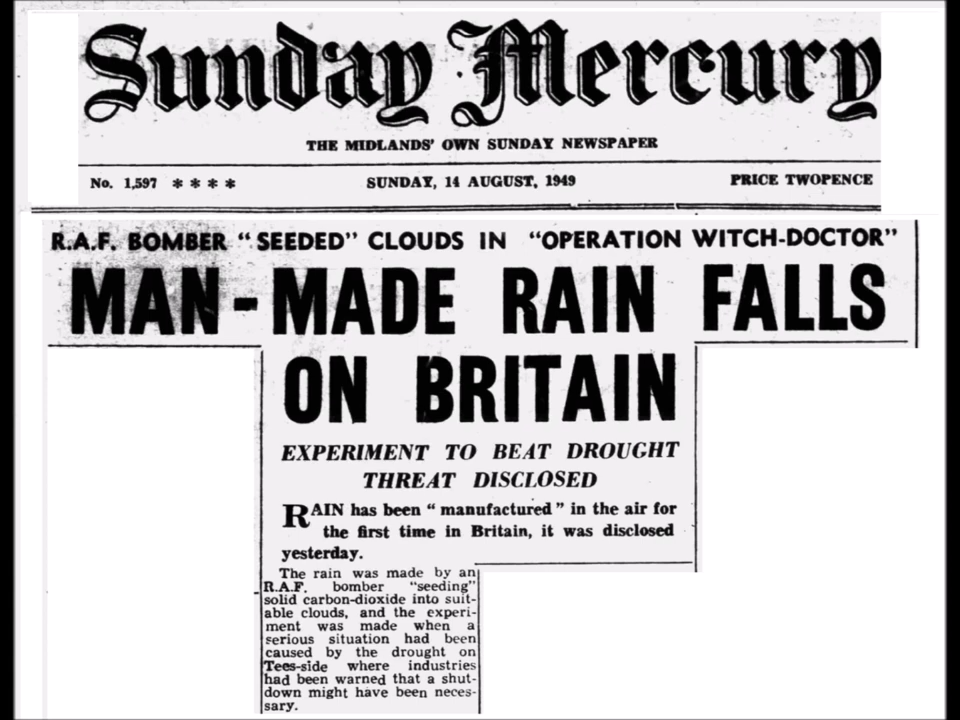 Sunday Mercury
THE MIDLANDS' OWN SUNDAY NEWSPAPER
No. 1,597 ****
SUNDAY, 14 AUGUST, 1949
PRICE TWOPENCE
R.A.F. BOMBER "SEEDED" CLOUDS IN "OPERATION WITCH-DOCTOR"
MAN-MADE RAIN FALLS
ON BRITAIN
EXPERIMENT TO BEAT DROUGHT
THREAT DISCLOSED
RAIN has been "manufactured" in the air for
the first time in Britain, it was disclosed
yesterday.
The rain was made by an
R.A.F. bomber "seeding"
solid carbon-dioxide into suit-
able clouds, and the experi-
ment was made when a
serious situation had been
caused by the drought on
Tees-side where industries
had been warned that a shut-
down might have been neces-
sary.